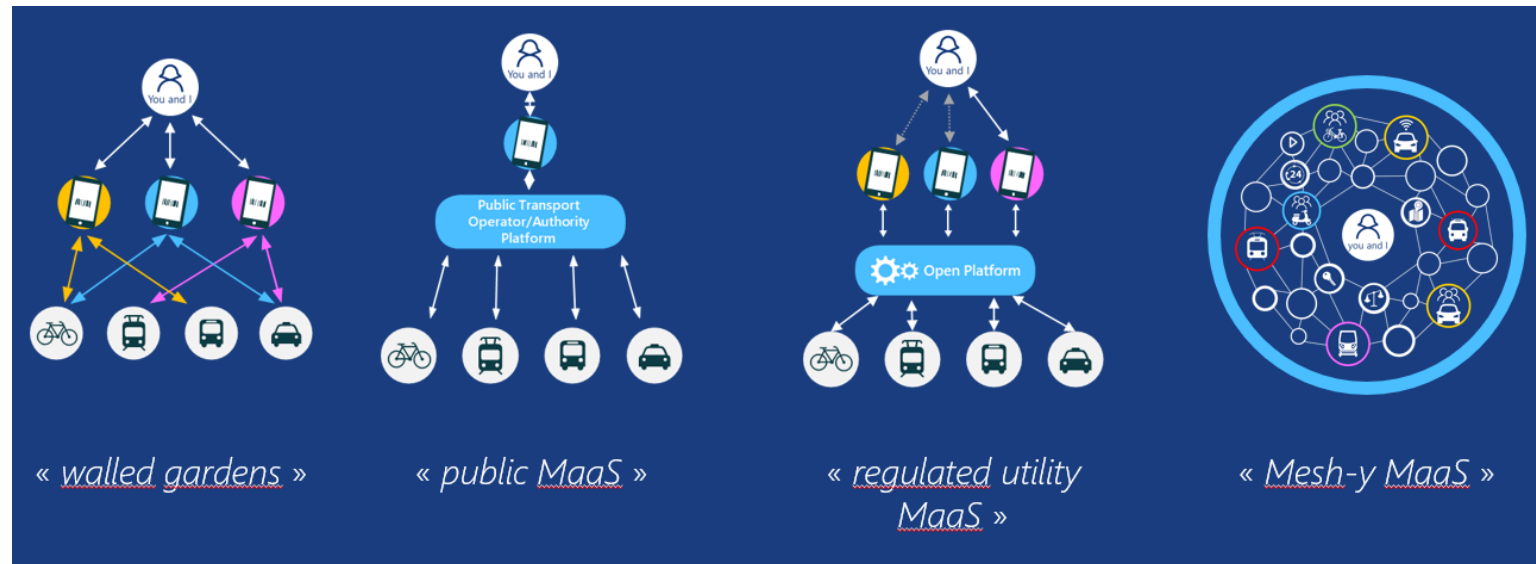 You and I
« walled gardens »
You and I
Public Transport
Operator/Authority
Platform
« public MaaS »
You and I
Open Platform
« regulated utility
MaaS »
24
you and I
« Mesh-y MaaS »